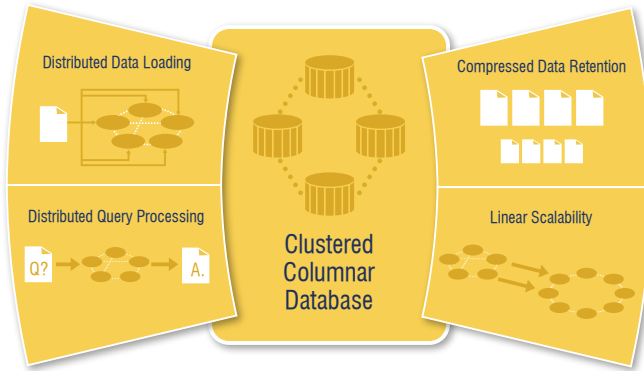 Distributed Data Loading
Distributed Query Processing
Q?
A.
Clustered
Columnar
Database
Compressed Data Retention
Linear Scalability